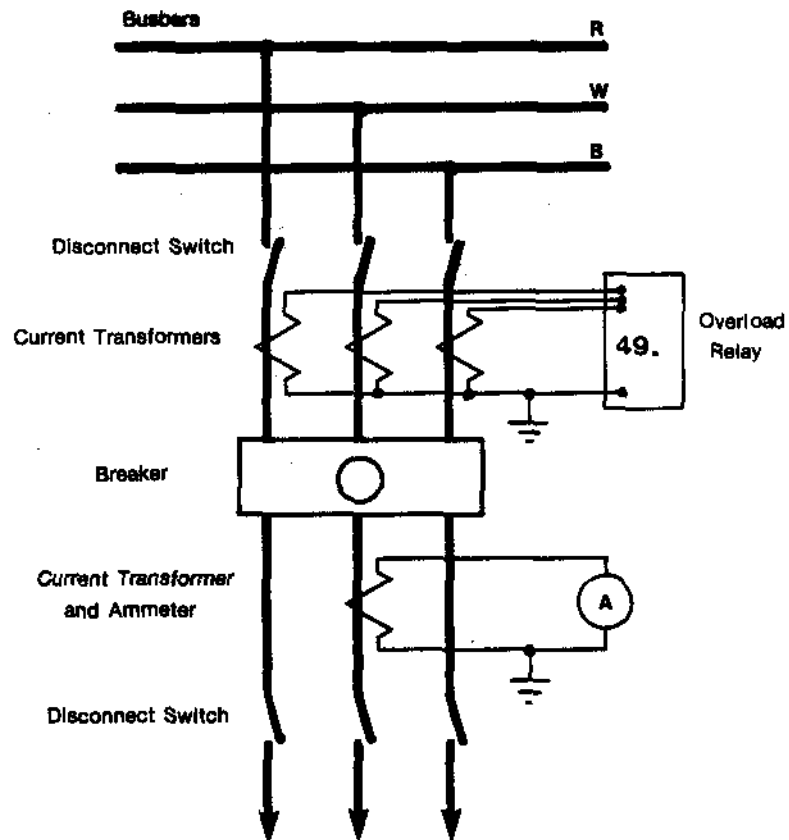 Busbars
R
W
B
Disconnect Switch
Current Transformers
49.
Overload
Relay
Breaker
Current Transformer
and Ammeter
A
Disconnect Switch